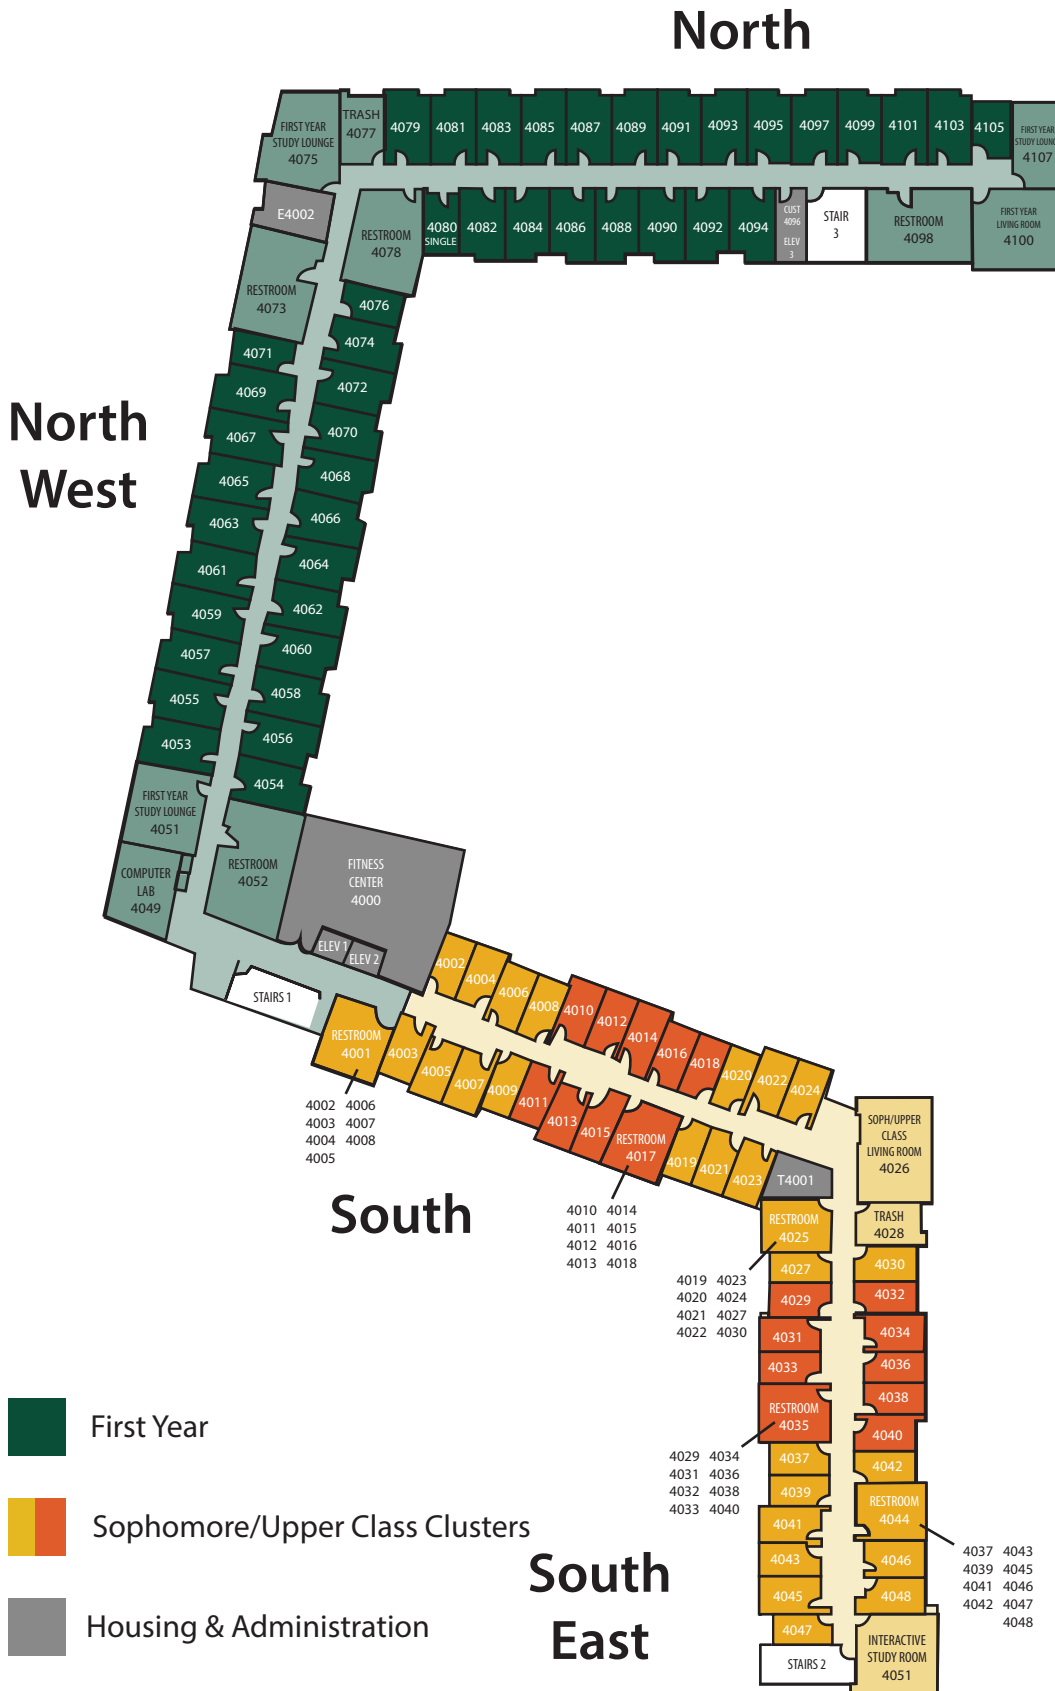 North
FIRST YEAR
STUDY LOUNGE
4075
TRASH
4077
4079
4081
4083
4085
4087
4089
4091
4093
4095
4097
4099
4101
4103
4105
FIRST YEAR
STUDY LOUNGE
4107
E4002
RESTROOM
4078
4080
SINGLE
4082
4084
4086
4088
4090
4092
4094
CUST
4096
ELEV
3
STAIR
3
RESTROOM
4098
FIRST YEAR
LIVING ROOM
4100
RESTROOM
4073
4076
4071
4074
4069
4072
4067
4070
4065
4068
4063
4066
4061
4064
4059
4062
4057
4060
4055
4058
4053
4056
4054
North
West
FIRST YEAR
STUDY LOUNGE
4051
COMPUTER
LAB
4049
RESTROOM
4052
FITNESS
CENTER
4000
ELEV 1
ELEV 2
STAIRS 1
4002
4004
4006
4008
4010
4012
4014
4016
4018
4020
4022
4024
RESTROOM
4001
4003
4005
4007
4009
4011
4013
4015
RESTROOM
4017
4019
4021
4023
T4001
4002 4006
4003 4007
4004 4008
4005
South
4010 4014
4011 4015
4012 4016
4013 4018
SOPH/UPPER
CLASS
LIVING ROOM
4026
TRASH
4028
RESTROOM
4025
4019 4023
4020 4024
4021 4027
4022 4030
4027
4030
4029
4032
4031
4034
4033
4036
RESTROOM
4035
4038
4040
4029 4034
4031 4036
4032 4038
4033 4040
4037
4042
4039
RESTROOM
4044
4041
4043
4046
4045
4048
4047
4037 4043
4039 4045
4041 4046
4042 4047
4048
STAIRS 2
INTERACTIVE
STUDY ROOM
4051
South
East
First Year
Sophomore/Upper Class Clusters
Housing & Administration